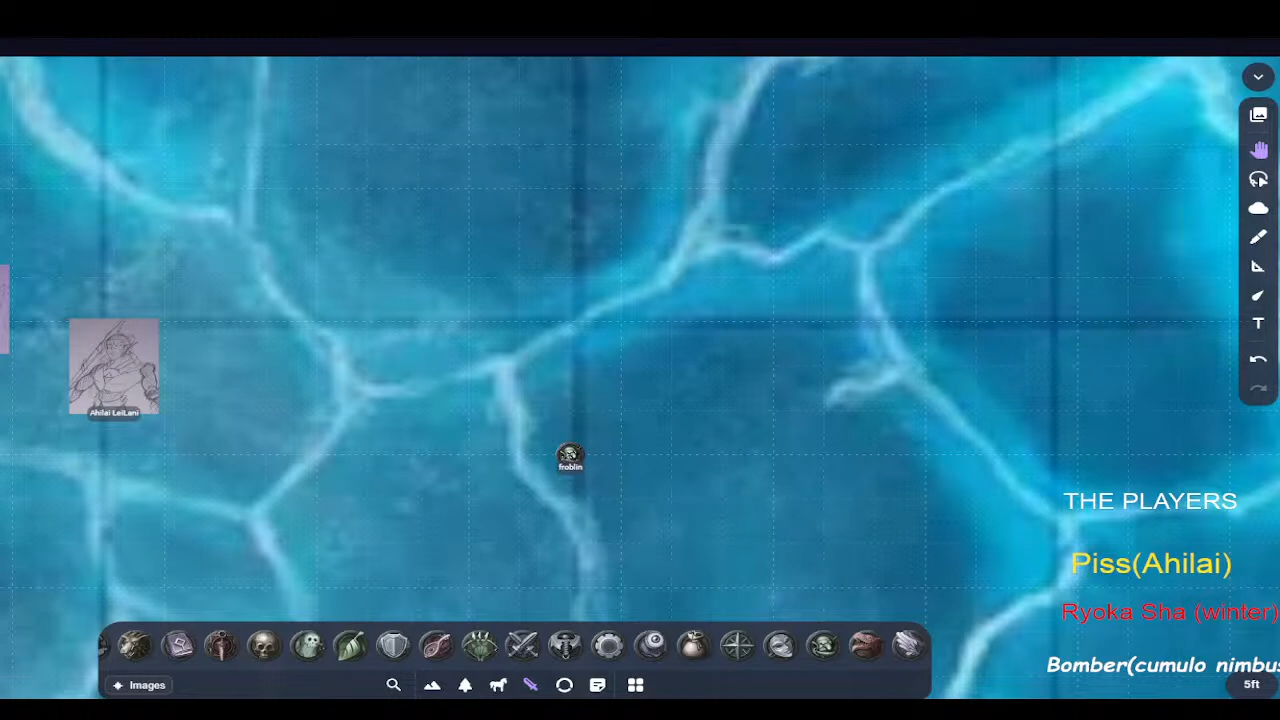 Ahilai LeiLani
froblin
THE PLAYERS
Piss(Ahilai)
Ryoka Sha (winter)
Bomber(cumulo nimbus
Images
5ft